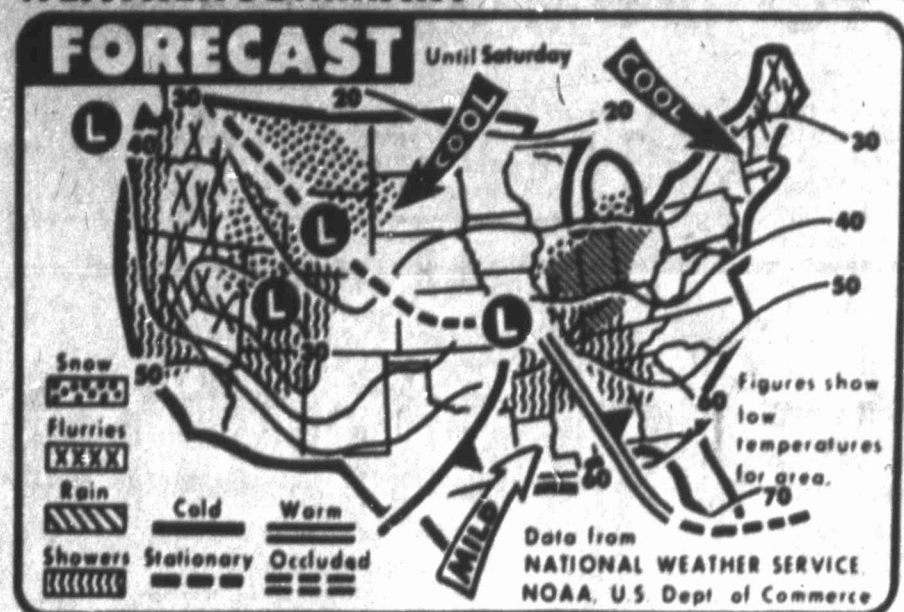 FORECAST
Until Saturday
COOL
COOL
L
30
20
20
30
40
40
L
50
L
L
30
50
60
60
70
MILD
Figures show
low
temperatures
for area.
Snow
Flurries
XXXX
Rain
Showers
Cold
Warm
Stationary
Occluded
Data from
NATIONAL WEATHER SERVICE,
NOAA, U.S. Dept. of Commerce